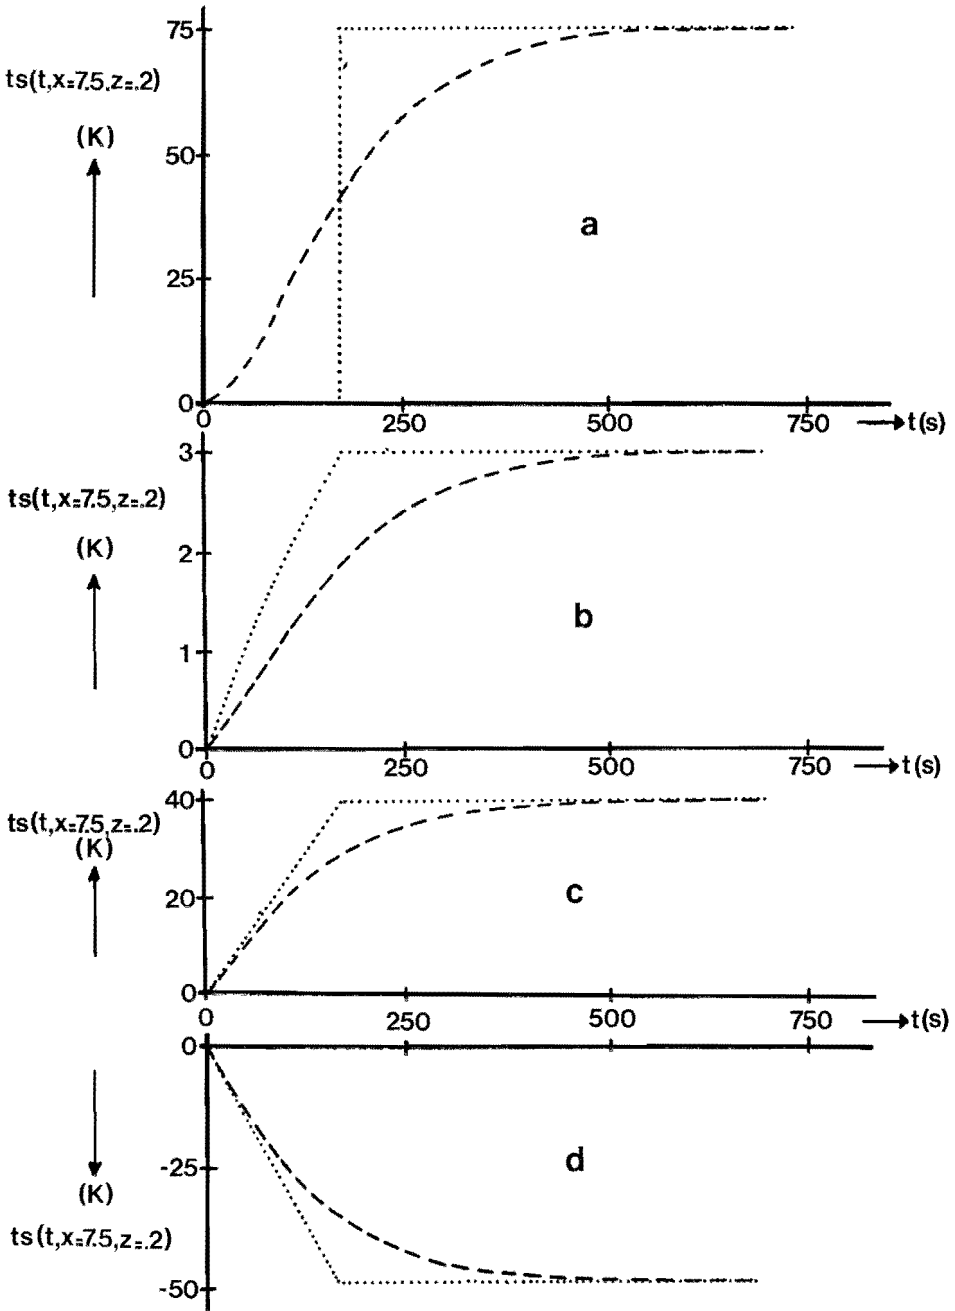 75
ts(t,x=7.5,z=.2)
(K)
50
a
25
0
0 250 500 750 t(s)
3
ts(t,x=7.5,z=.2)
(K)
2
b
1
0
0 250 500 750 t(s)
40
ts(t,x=7.5,z=.2)
(K)
20
c
0
0 250 500 750 t(s)
0
d
-25
(K)
ts(t,x=7.5,z=.2)
-50